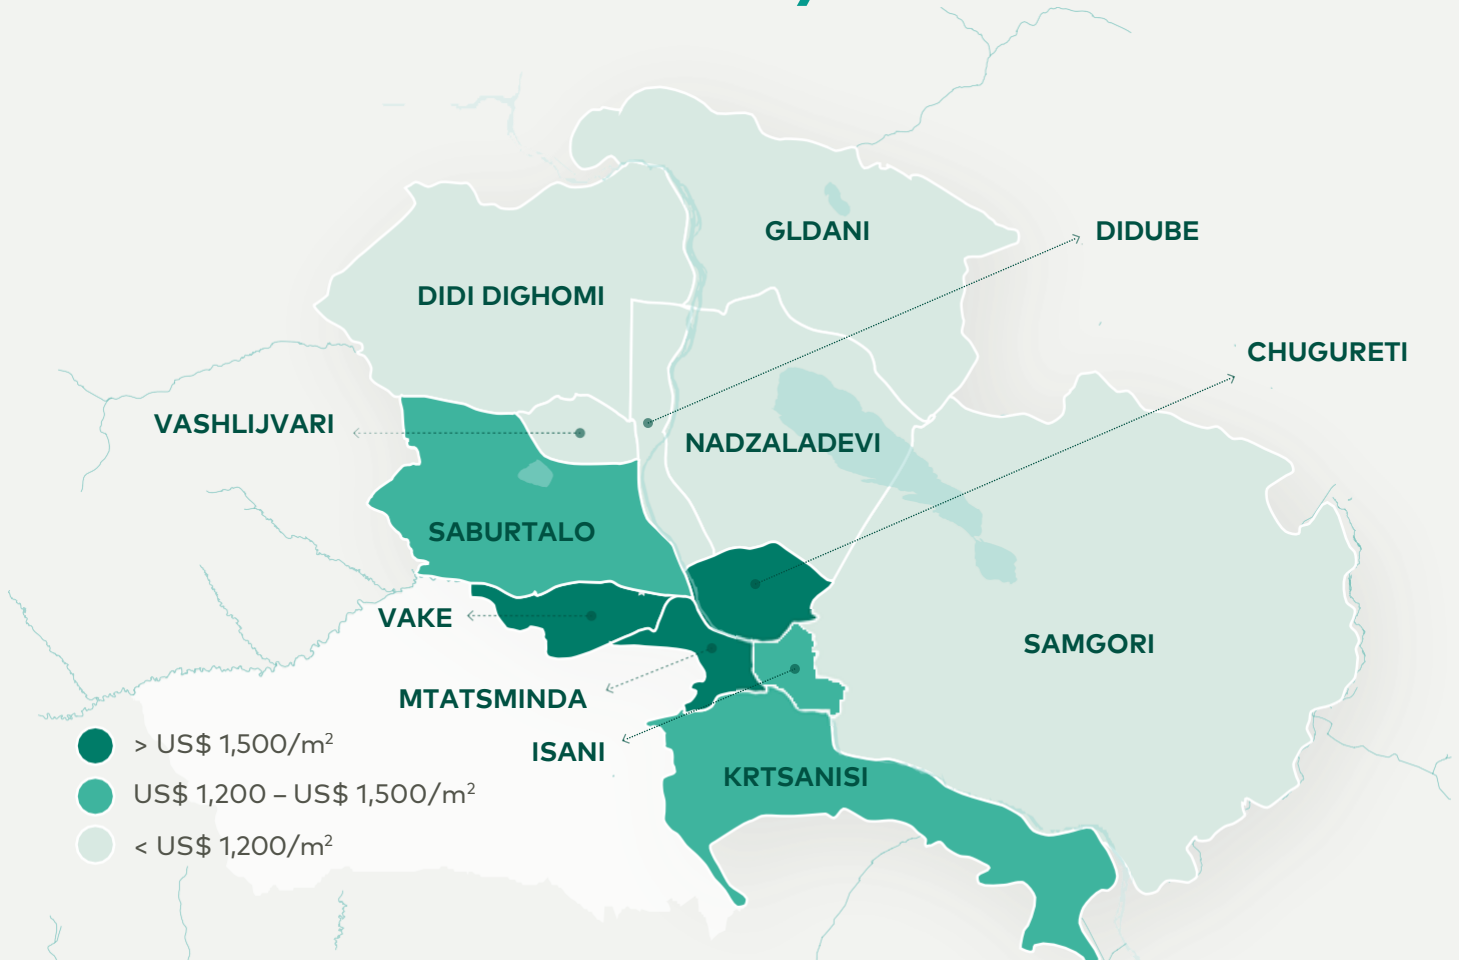 GLDANI
DIDUBE
DIDI DIGHOMI
CHUGURETI
VASHLIJVARI
NADZALADEVI
SABURTALO
VAKE
SAMGORI
MTATSMINDA
ISANI
KRTSANISI
> US$ 1,500/m²
US$ 1,200 – US$ 1,500/m²
< US$ 1,200/m²